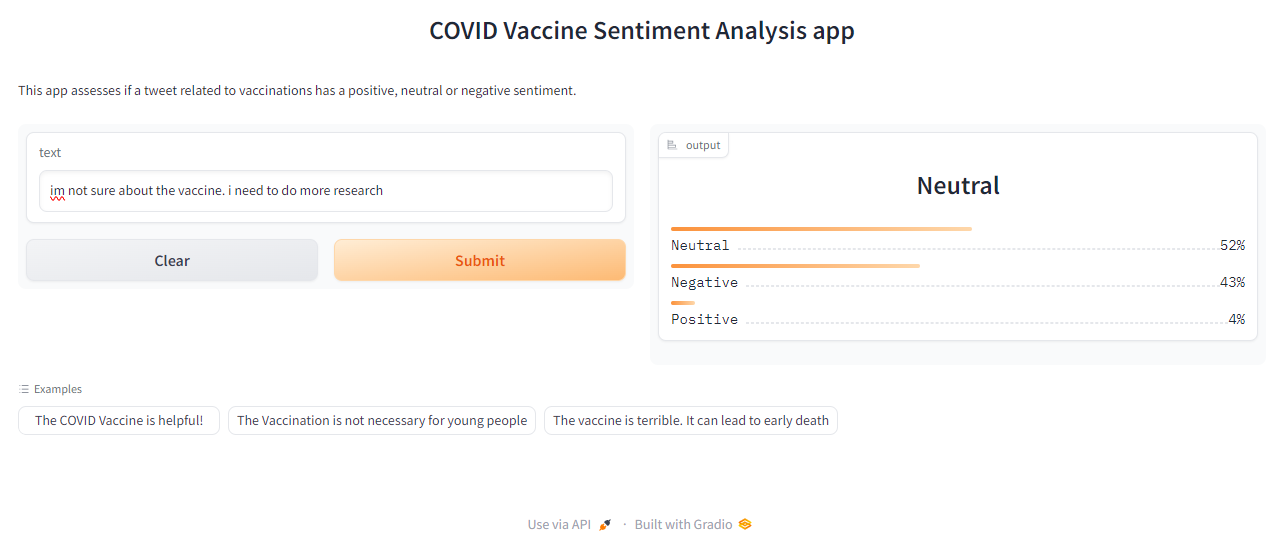 COVID Vaccine Sentiment Analysis app
This app assesses if a tweet related to vaccinations has a positive, neutral or negative sentiment.
text
im not sure about the vaccine. i need to do more research
Clear
Submit
output
Neutral
Neutral 52%
Negative 43%
Positive 4%
Examples
The COVID Vaccine is helpful!
The Vaccination is not necessary for young people
The vaccine is terrible. It can lead to early death
Use via API · Built with Gradio